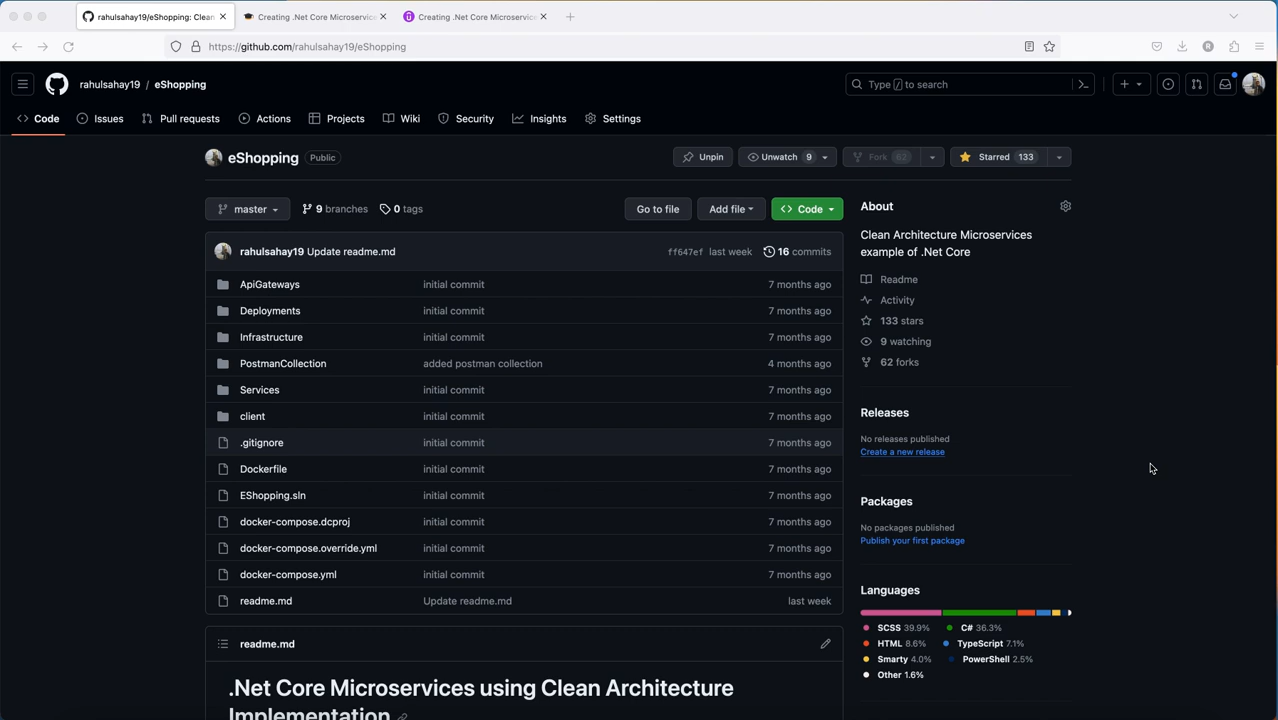 rahulsahay19/eShopping: Clean
Creating .Net Core Microservice
Creating .Net Core Microservice
https://github.com/rahulsahay19/eShopping
rahulsahay19 / eShopping
Type / to search
Code Issues Pull requests Actions Projects Wiki Security Insights Settings
eShopping Public
Unpin Unwatch 9 Fork 62 Starred 133
master 9 branches 0 tags Go to file Add file Code
rahulsahay19 Update readme.md ff647ef last week 16 commits
ApiGateways initial commit 7 months ago
Deployments initial commit 7 months ago
Infrastructure initial commit 7 months ago
PostmanCollection added postman collection 4 months ago
Services initial commit 7 months ago
client initial commit 7 months ago
.gitignore initial commit 7 months ago
Dockerfile initial commit 7 months ago
EShopping.sln initial commit 7 months ago
docker-compose.dcproj initial commit 7 months ago
docker-compose.override.yml initial commit 7 months ago
docker-compose.yml initial commit 7 months ago
readme.md Update readme.md last week
readme.md
.Net Core Microservices using Clean Architecture
Implementation
About
Clean Architecture Microservices
example of .Net Core
Readme
Activity
133 stars
9 watching
62 forks
Releases
No releases published
Create a new release
Packages
No packages published
Publish your first package
Languages
SCSS 39.9% C# 36.3%
HTML 8.6% TypeScript 7.1%
Smarty 4.0% PowerShell 2.5%
Other 1.6%